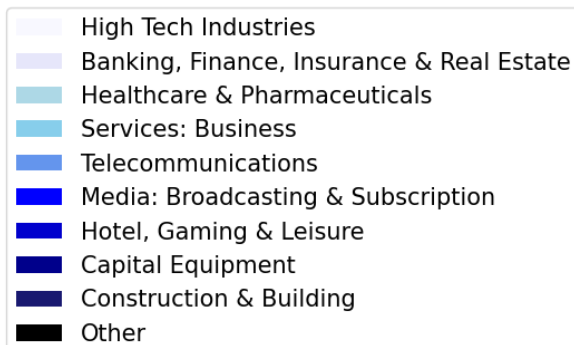 High Tech Industries
Banking, Finance, Insurance & Real Estate
Healthcare & Pharmaceuticals
Services: Business
Telecommunications
Media: Broadcasting & Subscription
Hotel, Gaming & Leisure
Capital Equipment
Construction & Building
Other